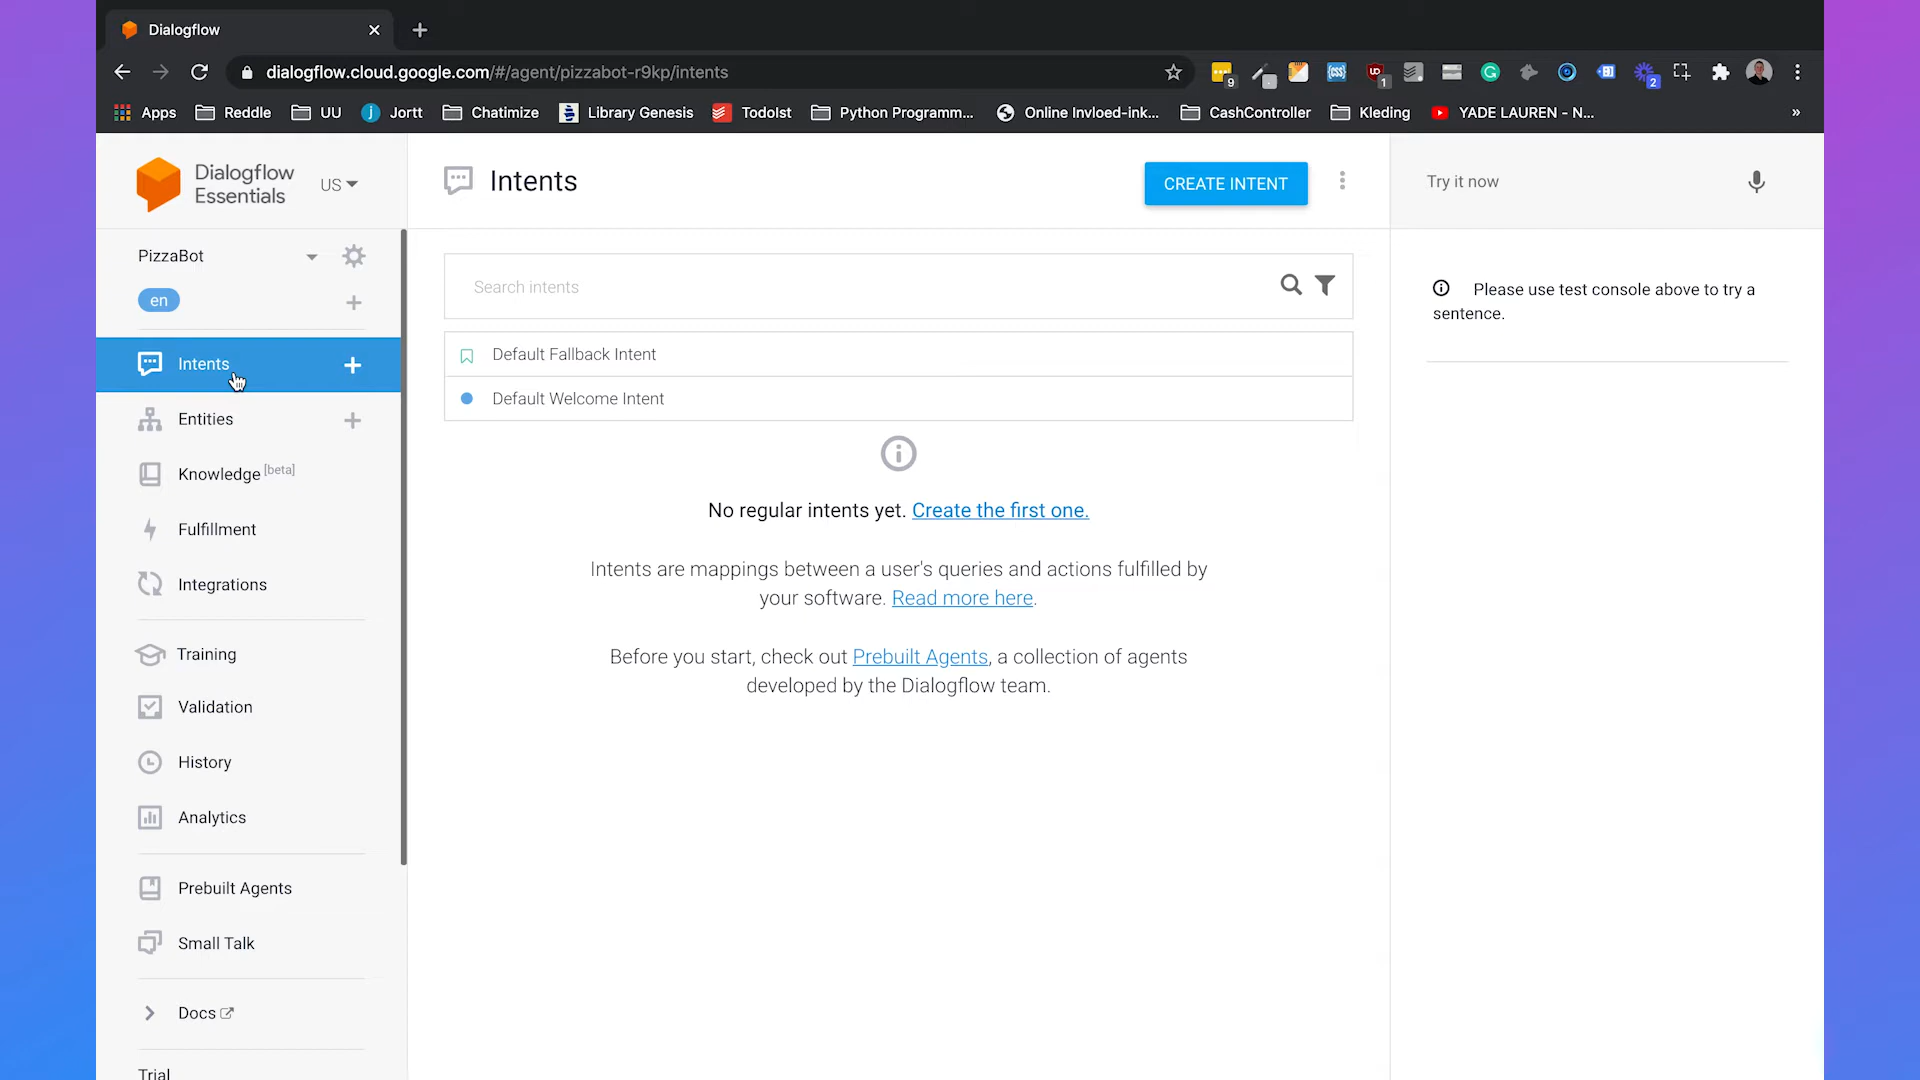 Dialogflow
dialogflow.cloud.google.com/#/agent/pizzabot-r9kp/intents
9
1
2
Apps
Reddle
UU
Jortt
Chatimize
Library Genesis
TodoIst
Python Programm...
Online Invloed-ink...
CashController
Kleding
YADE LAUREN - N...
»
Dialogflow
Essentials
US
Intents
CREATE INTENT
Try it now
PizzaBot
en
Search intents
Please use test console above to try a
sentence.
Intents
Default Fallback Intent
Default Welcome Intent
Entities
Knowledge [beta]
Fulfillment
Integrations
No regular intents yet. Create the first one.
Intents are mappings between a user's queries and actions fulfilled by
your software. Read more here.
Before you start, check out Prebuilt Agents, a collection of agents
developed by the Dialogflow team.
Training
Validation
History
Analytics
Prebuilt Agents
Small Talk
Docs
Trial